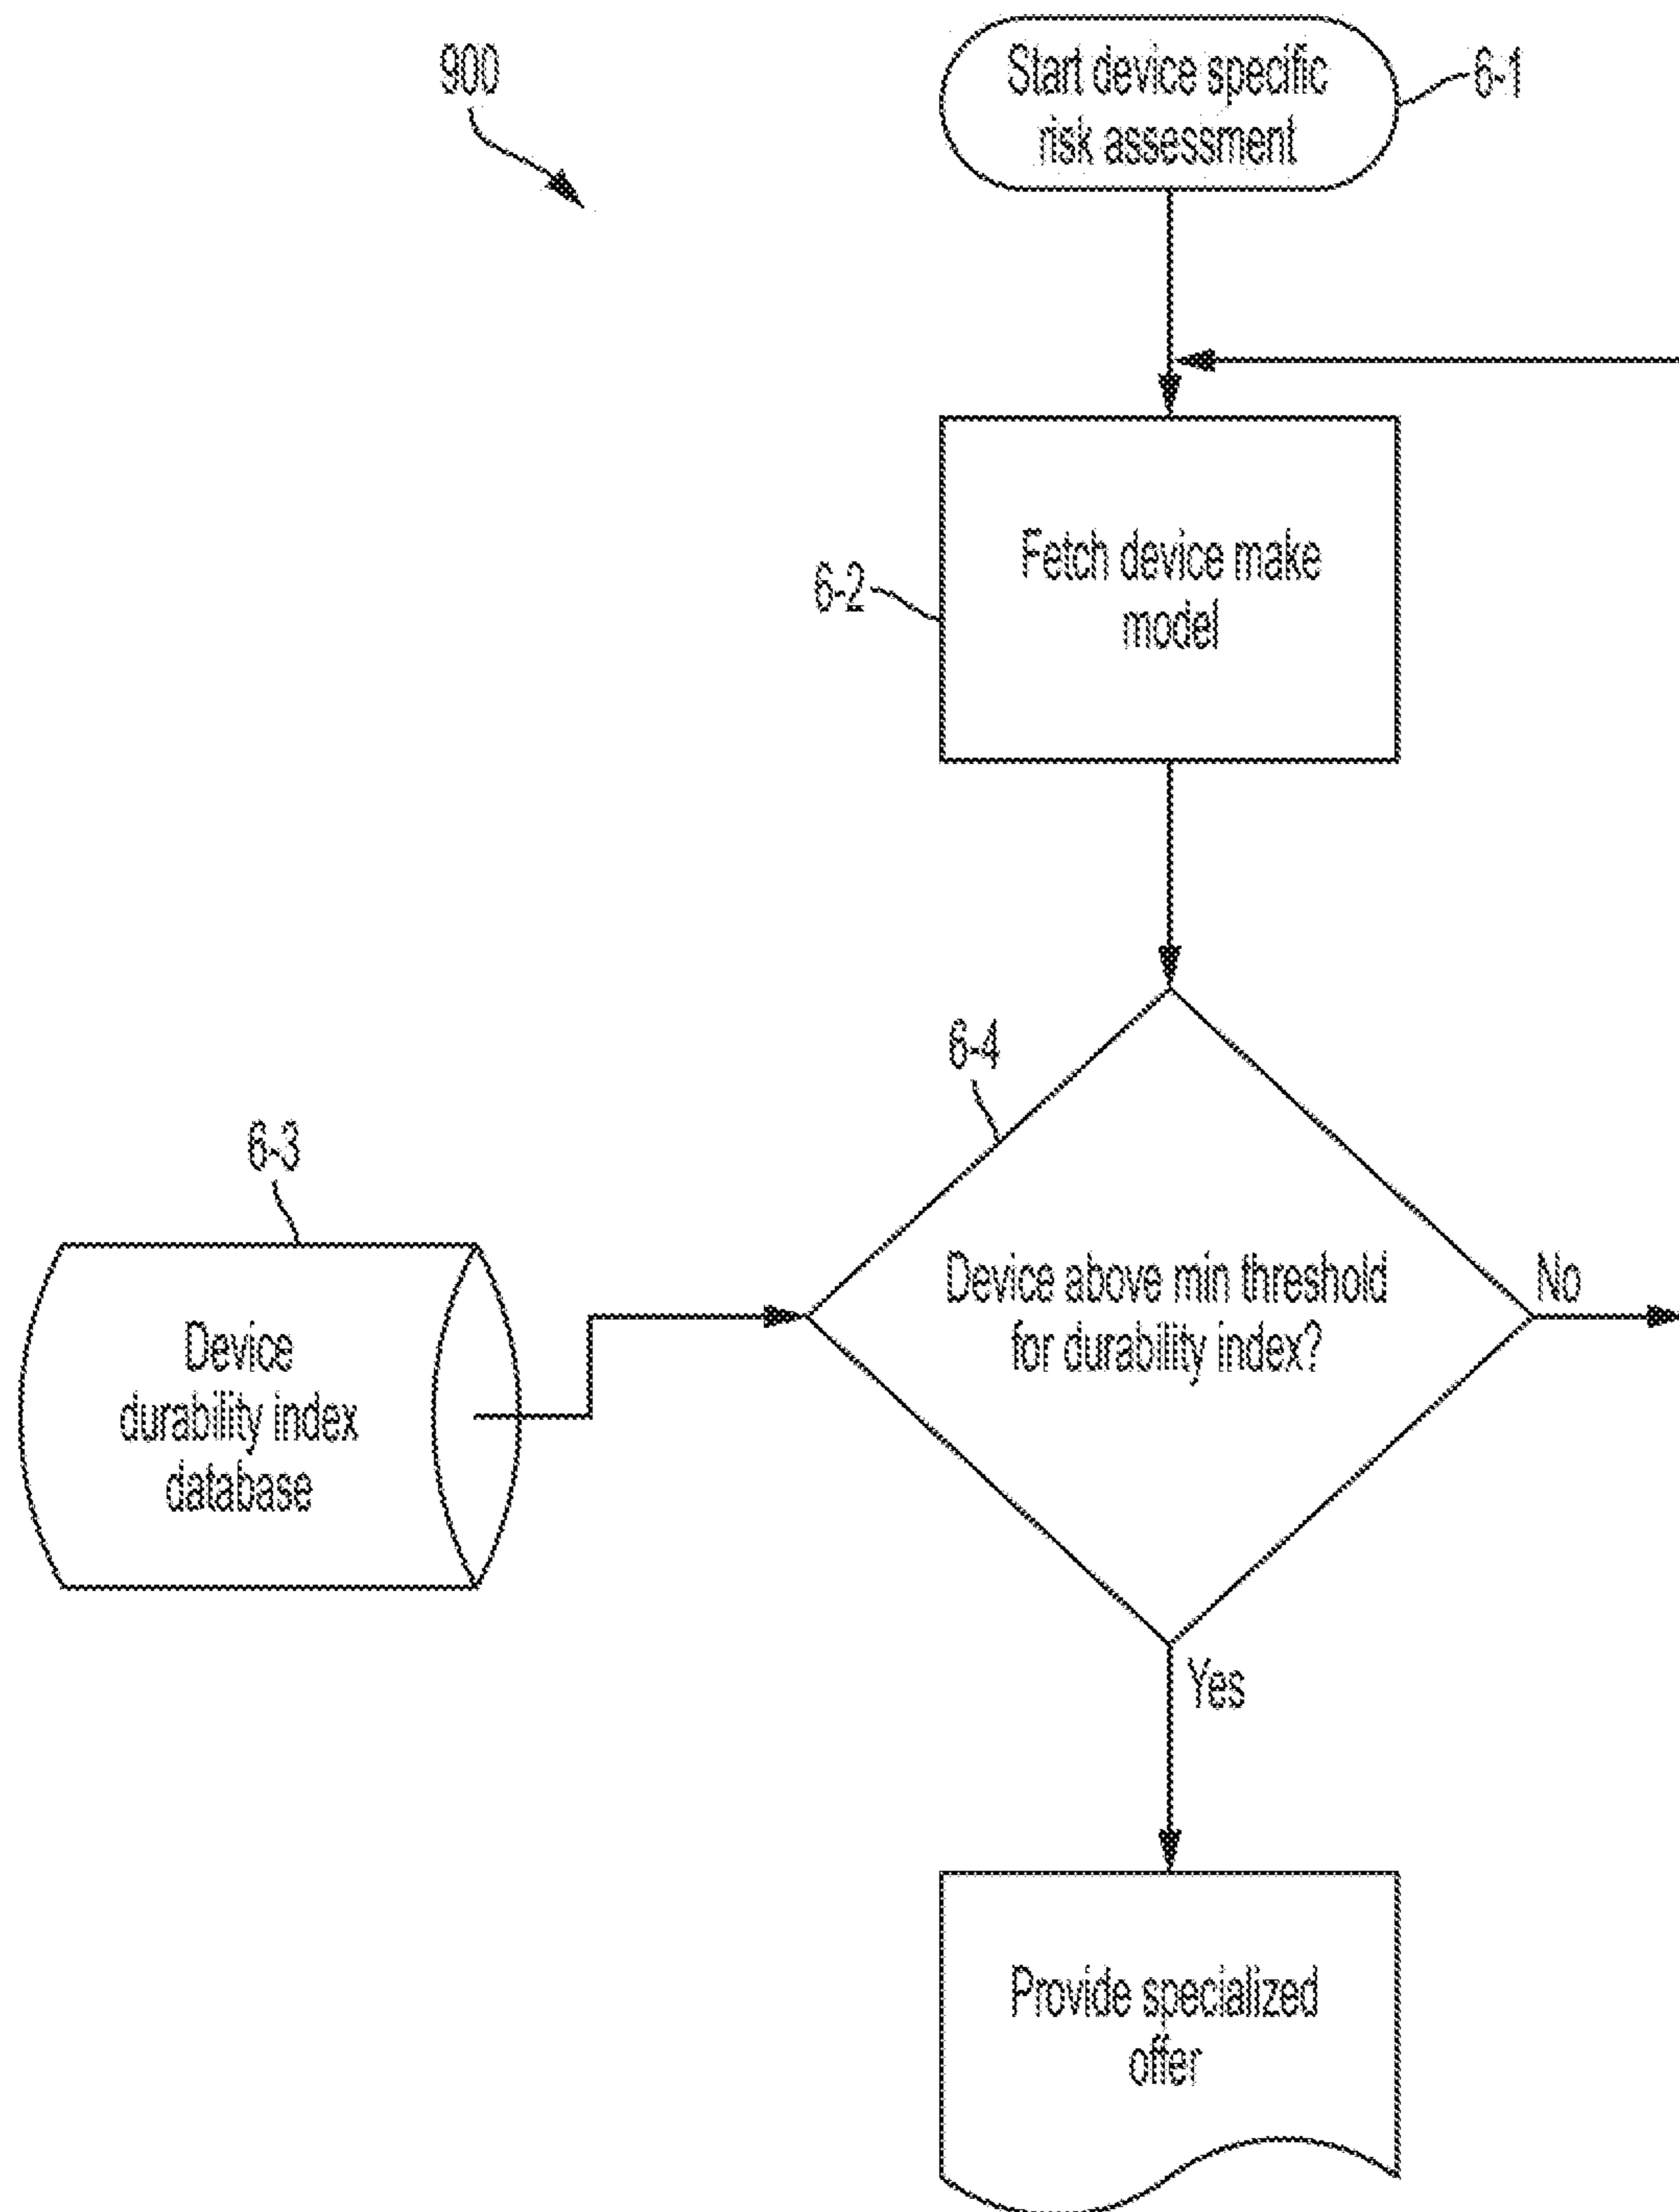 900
Start device specific
risk assessment
6-1
Fetch device make
model
6-2
6-4
6-3
Device above min threshold
for durability index?
No
Device
durability index
database
Yes
Provide specialized
offer